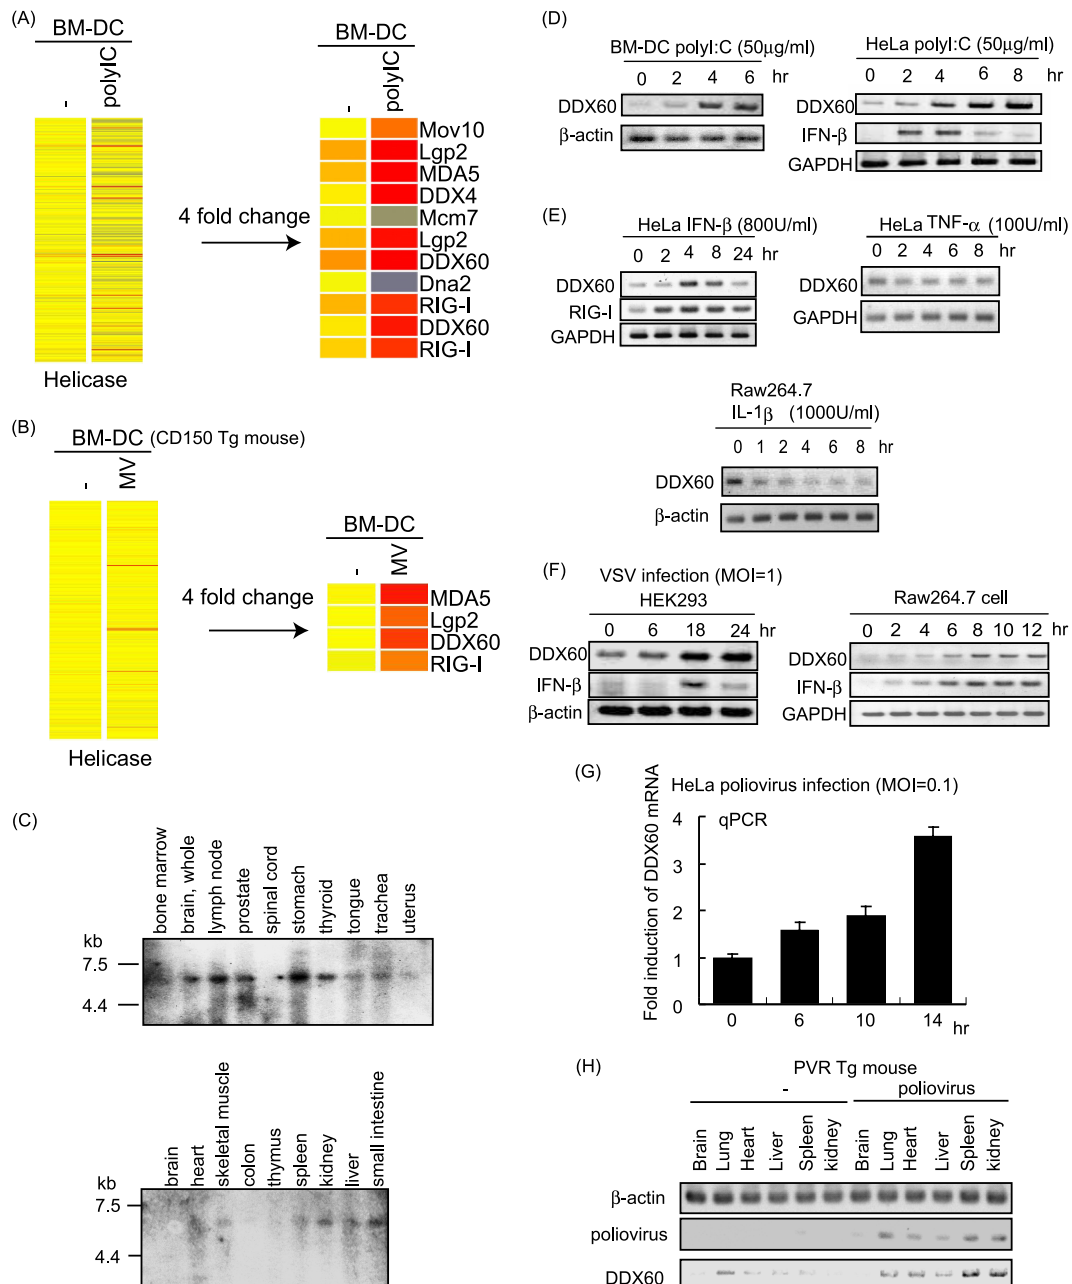 (A)
BM-DC
-
polyIC
Helicase
4 fold change
BM-DC
-
polyIC
Mov10
Lgp2
MDA5
DDX4
Mcm7
Lgp2
DDX60
Dna2
RIG-I
DDX60
RIG-I
(B)
BM-DC (CD150 Tg mouse)
-
MV
Helicase
4 fold change
BM-DC
-
MV
MDA5
Lgp2
DDX60
RIG-I
(C)
bone marrow
brain, whole
lymph node
prostate
spinal cord
stomach
thyroid
tongue
trachea
uterus
kb
7.5
4.4
brain
heart
skeletal muscle
colon
thymus
spleen
kidney
liver
small intestine
kb
7.5
4.4
(D)
BM-DC polyI:C (50μg/ml)
0 2 4 6 hr
DDX60
β-actin
HeLa polyI:C (50μg/ml)
0 2 4 6 8 hr
DDX60
IFN-β
GAPDH
(E)
HeLa IFN-β (800U/ml)
0 2 4 8 24 hr
DDX60
RIG-I
GAPDH
HeLa TNF-α (100U/ml)
0 2 4 6 8 hr
DDX60
GAPDH
Raw264.7
IL-1β (1000U/ml)
0 1 2 4 6 8 hr
DDX60
β-actin
(F)
VSV infection (MOI=1)
HEK293
0 6 18 24 hr
DDX60
IFN-β
β-actin
Raw264.7 cell
0 2 4 6 8 10 12 hr
DDX60
IFN-β
GAPDH
(G)
HeLa poliovirus infection (MOI=0.1)
qPCR
Fold induction of DDX60 mRNA
4
3
2
1
0
0 6 10 14 hr
(H)
PVR Tg mouse
- poliovirus
Brain
Lung
Heart
Liver
Spleen
kidney
Brain
Lung
Heart
Liver
Spleen
kidney
β-actin
poliovirus
DDX60